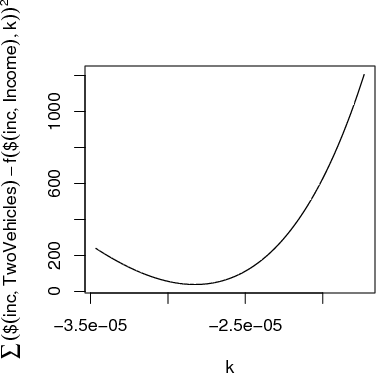 ∑ ($(inc, TwoVehicles) − f($(inc, Income), k))²
1000
600
200
0
−3.5e−05
−2.5e−05
k